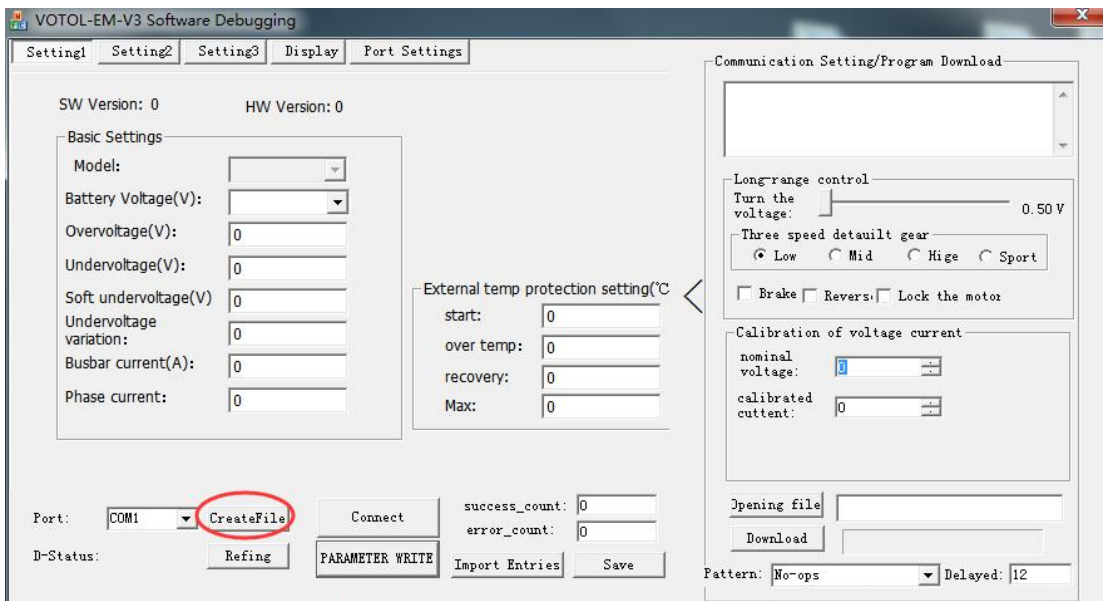 VOTOL-EM-V3 Software Debugging
X
Setting1 Setting2 Setting3 Display Port Settings
SW Version: 0 HW Version: 0
Basic Settings
Model:
Battery Voltage(V):
Overvoltage(V): 0
Undervoltage(V): 0
Soft undervoltage(V) 0
Undervoltage
variation: 0
Busbar current(A): 0
Phase current: 0
External temp protection setting(℃
start: 0
over temp: 0
recovery: 0
Max: 0
Port: COM1 CreateFile Connect
success_count: 0
error_count: 0
D-Status: Refing PARAMETER WRITE Import Entries Save
Communication Setting/Program Download
Long-range control
Turn the
voltage: 0.50 V
Three speed detauilt gear
Low Mid Hige Sport
Brake Revers Lock the motor
Calibration of voltage current
nominal
voltage: 0
calibrated
cuttent: 0
Opening file
Download
Pattern: No-ops Delayed: 12